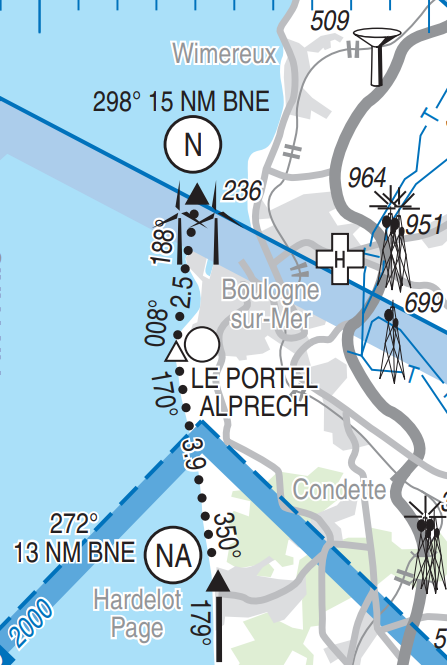 509
Wimereux
298° 15 NM BNE
N
236
964
951
188°
H
2.5
Boulogne
sur-Mer
699
008°
LE PORTEL
ALPRECH
170°
3.9
Condette
272°
13 NM BNE
NA
350°
Hardelot
Page
179°
2000
5